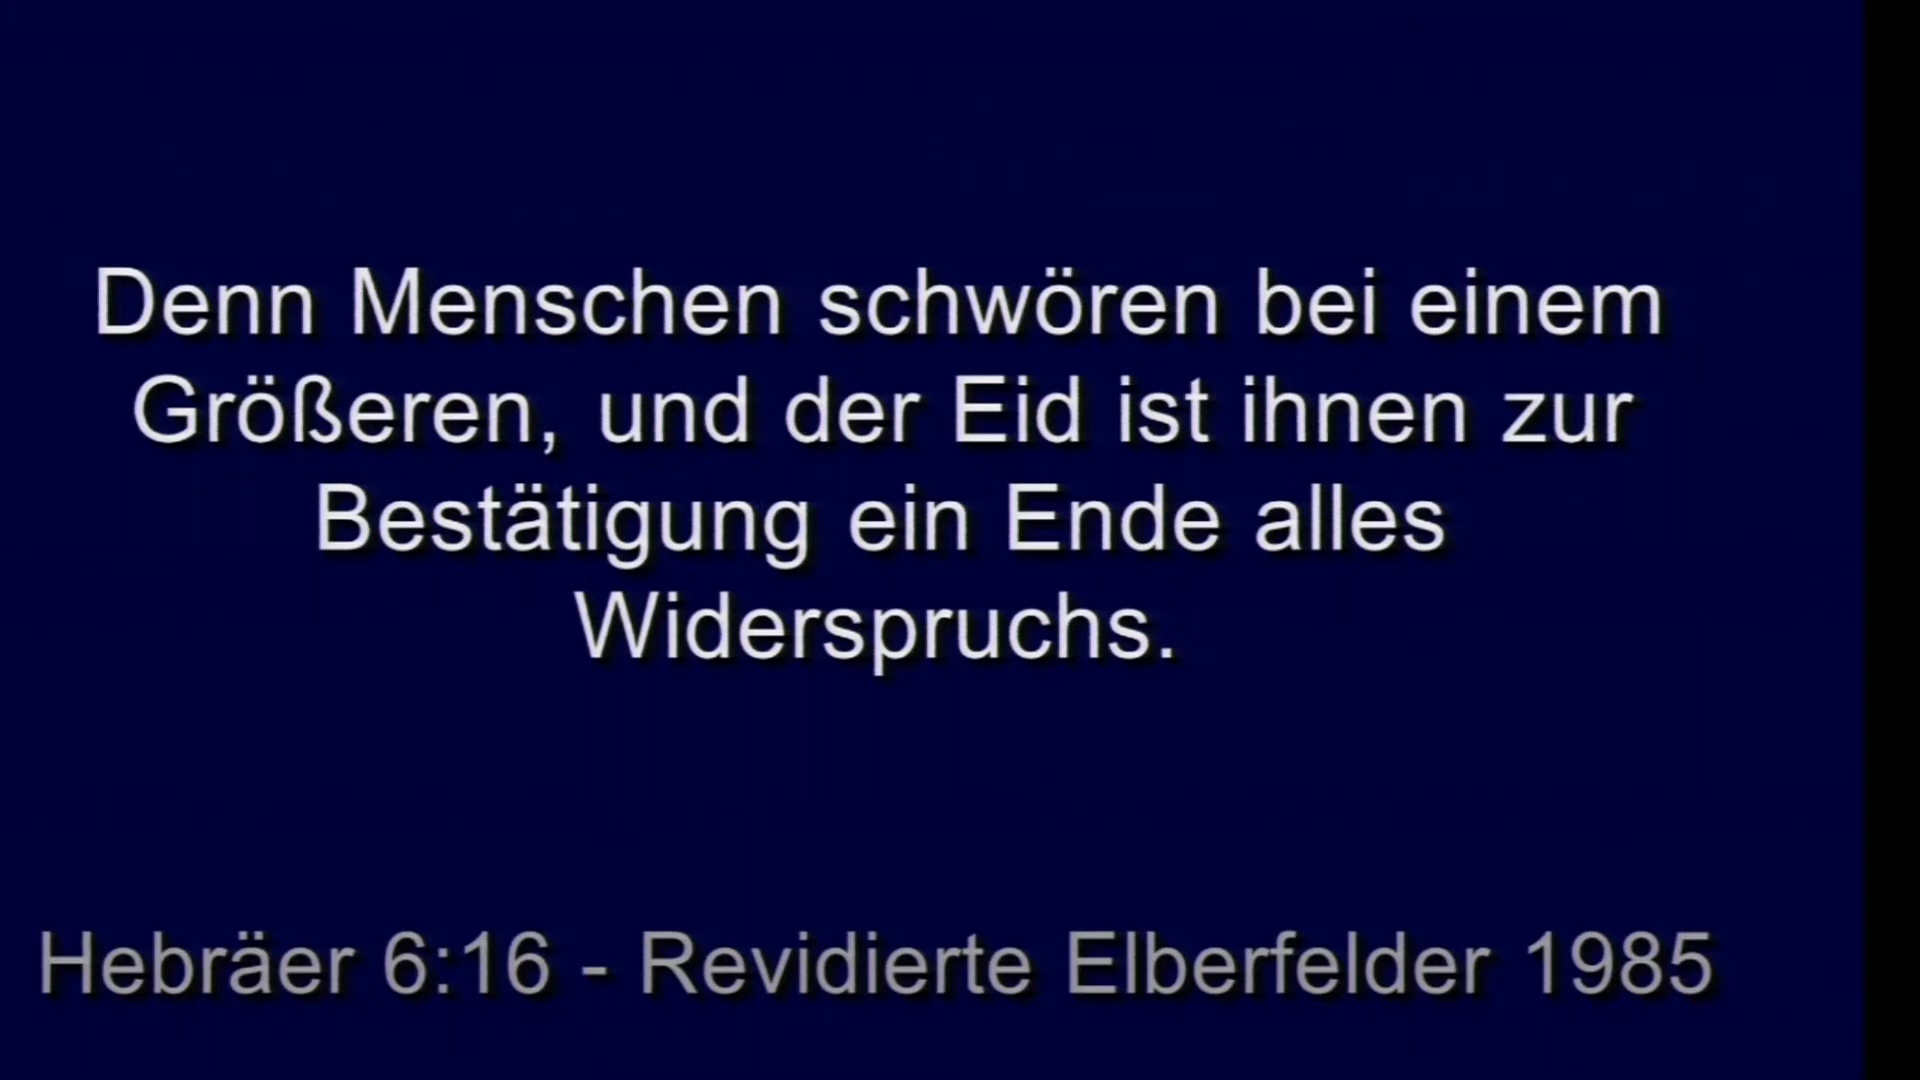 Denn Menschen schwören bei einem
Größeren, und der Eid ist ihnen zur
Bestätigung ein Ende alles
Widerspruchs.
Hebräer 6:16 - Revidierte Elberfelder 1985